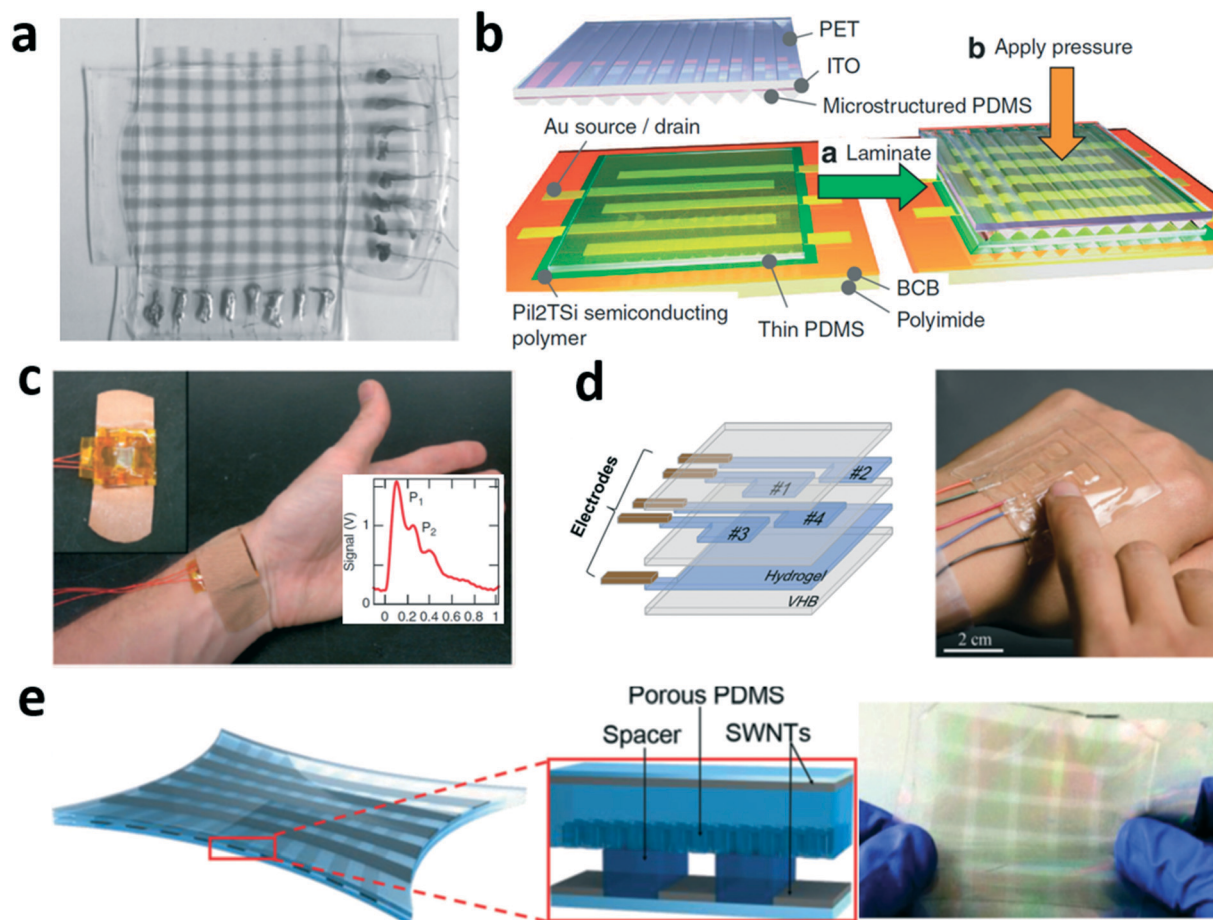 a
b
PET
ITO
Microstructured PDMS
Au source / drain
a Laminate
b Apply pressure
BCB
Polyimide
PiI2TSi semiconducting
polymer
Thin PDMS
c
Signal (V)
1
0
P1
P2
0 0.2 0.4 0.6 0.8 1
d
Electrodes
#1
#2
#3
#4
Hydrogel
VHB
2 cm
e
Porous PDMS
Spacer
SWNTs